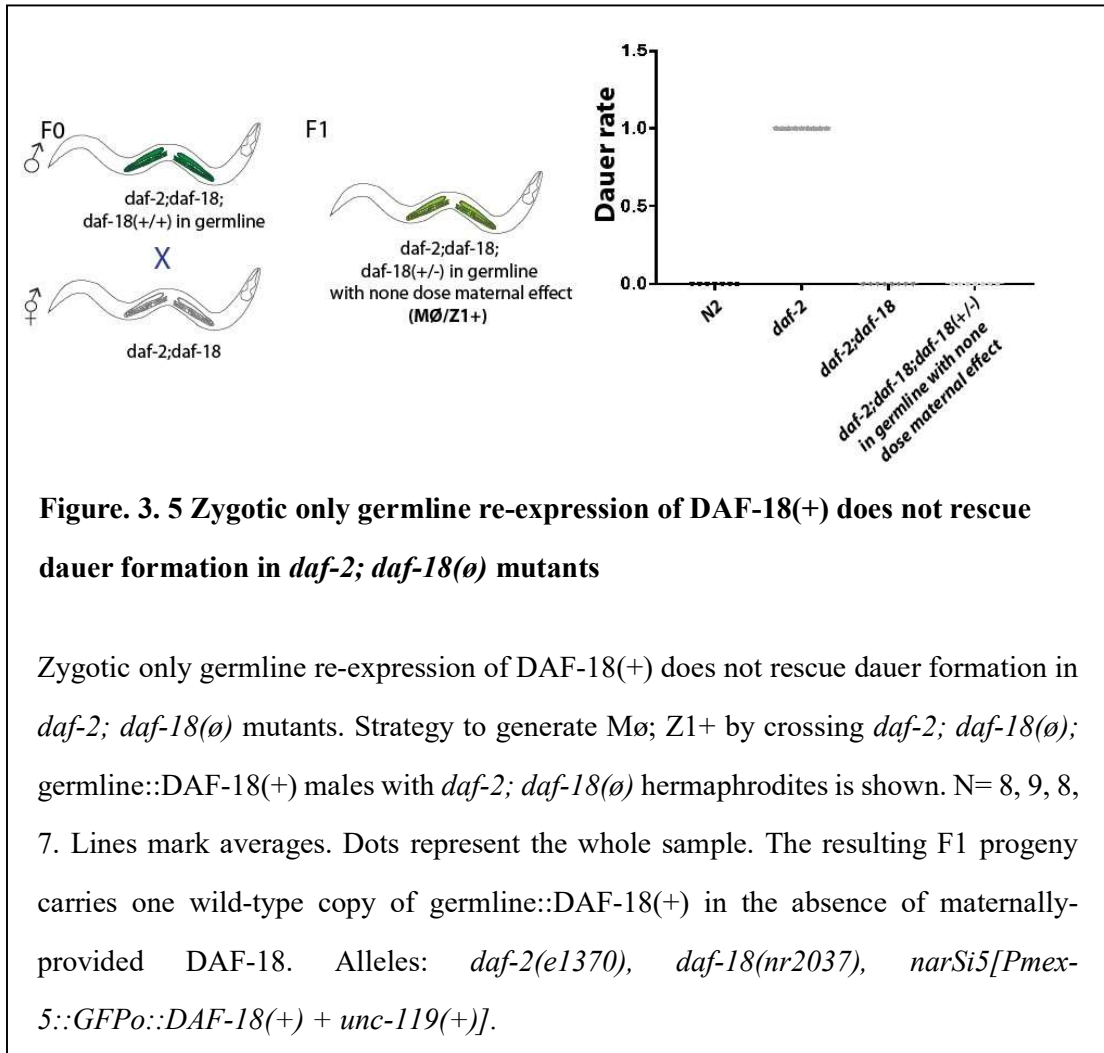 F0
♂
daf-2;daf-18;
daf-18(+/+) in germline
X
⚥
daf-2;daf-18
F1
daf-2;daf-18;
daf-18(+/-) in germline
with none dose maternal effect
(MØ/Z1+)
Dauer rate
1.5
1.0
0.5
0.0
N2
daf-2
daf-2;daf-18
daf-2;daf-18;daf-18(+/-)
in germline with none
dose maternal effect
Figure. 3. 5 Zygotic only germline re-expression of DAF-18(+) does not rescue
dauer formation in daf-2; daf-18(ø) mutants
Zygotic only germline re-expression of DAF-18(+) does not rescue dauer formation in
daf-2; daf-18(ø) mutants. Strategy to generate Mø; Z1+ by crossing daf-2; daf-18(ø);
germline::DAF-18(+) males with daf-2; daf-18(ø) hermaphrodites is shown. N= 8, 9, 8,
7. Lines mark averages. Dots represent the whole sample. The resulting F1 progeny
carries one wild-type copy of germline::DAF-18(+) in the absence of maternally-
provided DAF-18. Alleles: daf-2(e1370), daf-18(nr2037), narSi5[Pmex-
5::GFPo::DAF-18(+) + unc-119(+)].